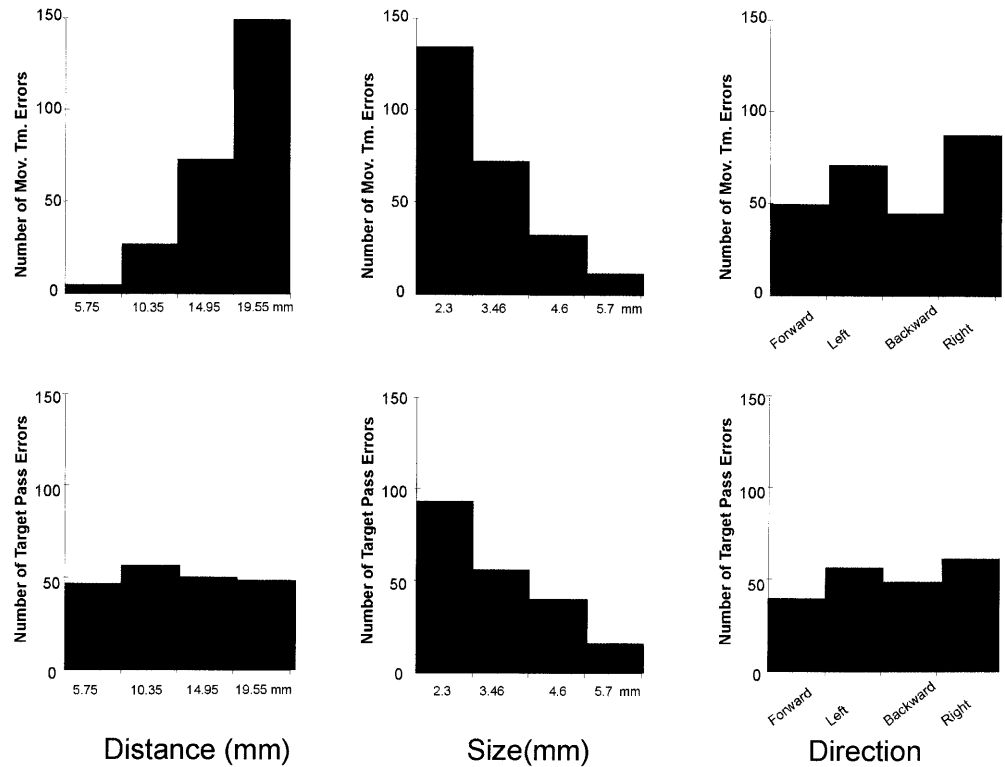 Number of Mov. Tm. Errors
150
100
50
0
5.75 10.35 14.95 19.55 mm
Number of Mov. Tm. Errors
150
100
50
0
2.3 3.46 4.6 5.7 mm
Number of Mov. Tm. Errors
150
100
50
0
Forward Left Backward Right
Number of Target Pass Errors
150
100
50
0
5.75 10.35 14.95 19.55 mm
Number of Target Pass Errors
150
100
50
0
2.3 3.46 4.6 5.7 mm
Number of Target Pass Errors
150
100
50
0
Forward Left Backward Right
Distance (mm) Size(mm) Direction